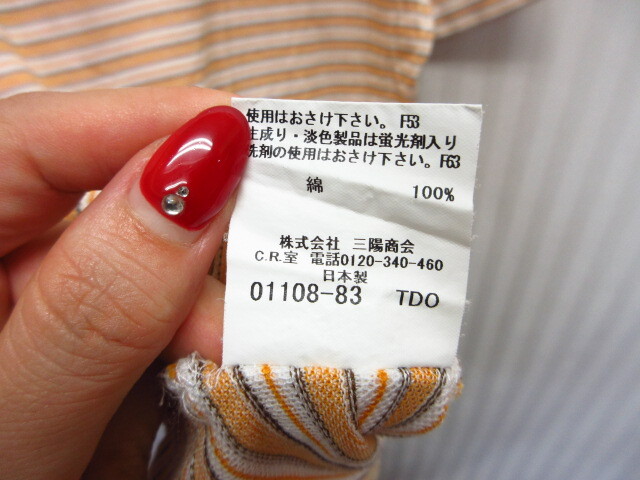 使用はおさけ下さい。 F53
生成り・淡色製品は蛍光剤入り
洗剤の使用はおさけ下さい。F63
綿 100%
株式会社 三陽商会
C.R.室 電話0120-340-460
日本製
01108-83 TDO